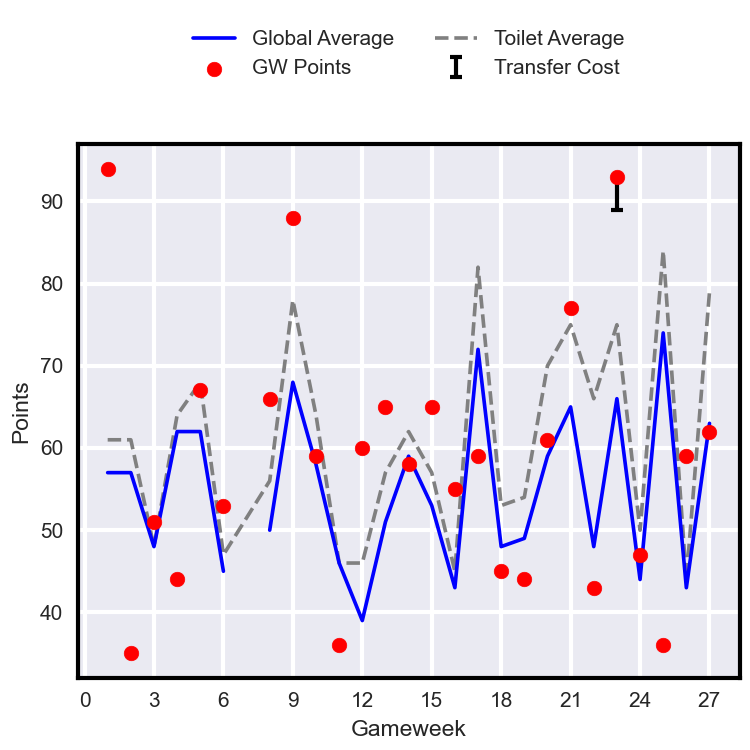 Global Average
Toilet Average
GW Points
Transfer Cost
90
80
70
60
50
40
Points
0 3 6 9 12 15 18 21 24 27
Gameweek